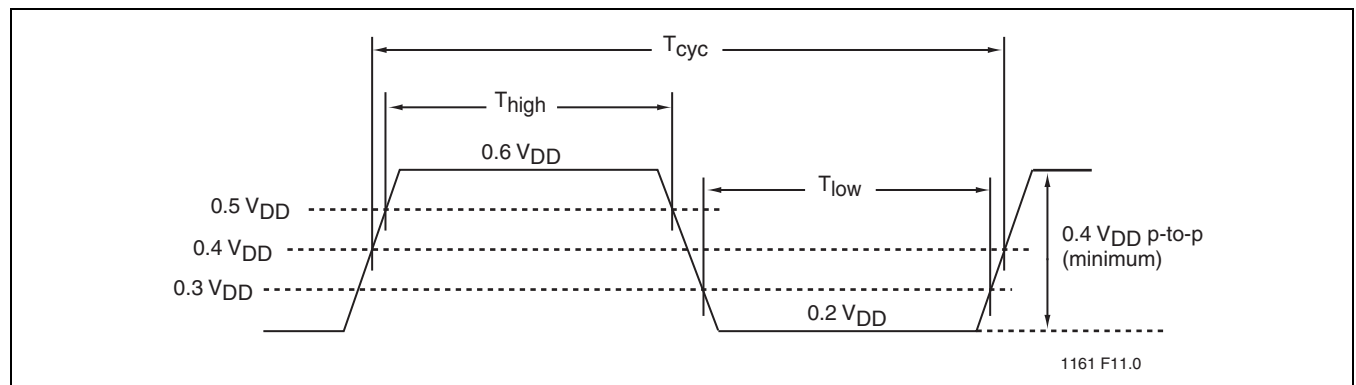 Tcyc
Thigh
0.6 VDD
Tlow
0.5 VDD
0.4 VDD
0.4 VDD p-to-p
(minimum)
0.3 VDD
0.2 VDD
1161 F11.0